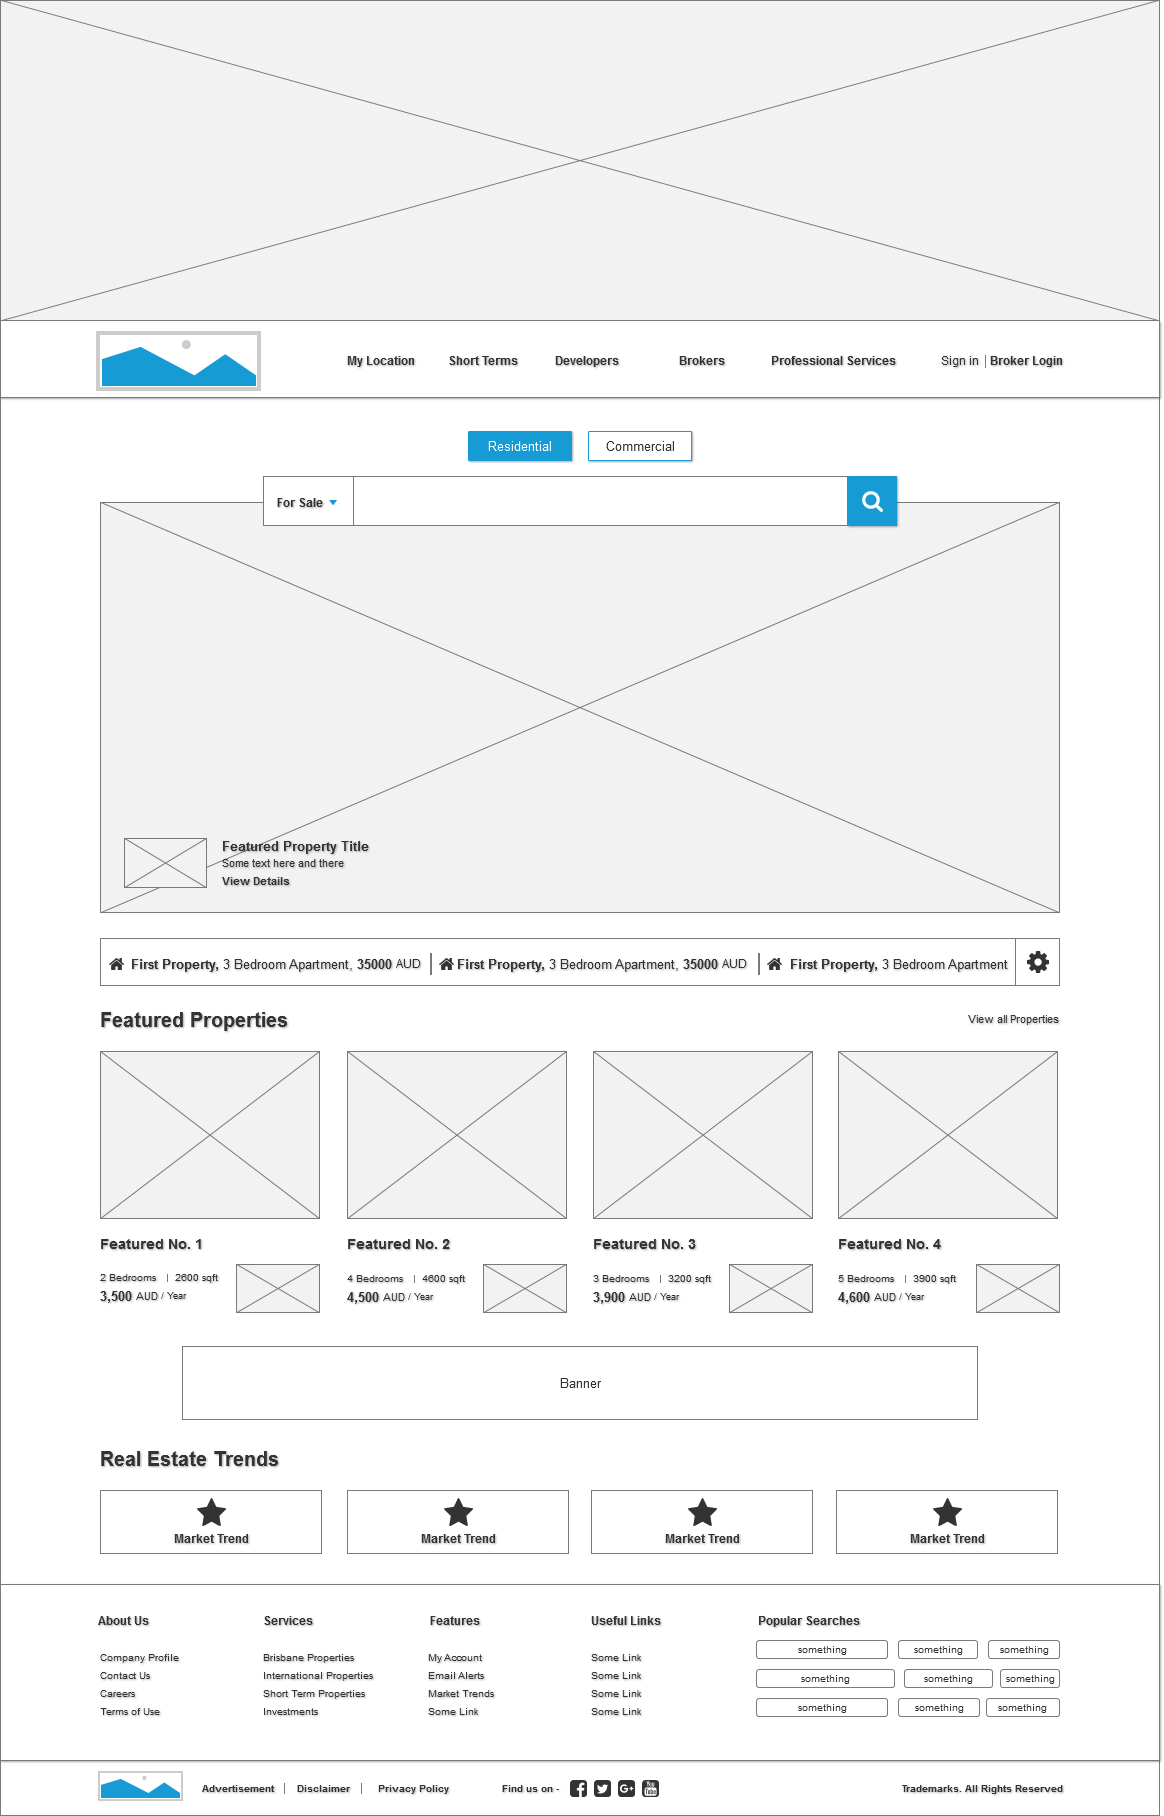 My Location Short Terms Developers Brokers Professional Services Sign in | Broker Login
Residential Commercial
For Sale
Featured Property Title
Some text here and there
View Details
First Property, 3 Bedroom Apartment, 35000 AUD | First Property, 3 Bedroom Apartment, 35000 AUD | First Property, 3 Bedroom Apartment
Featured Properties View all Properties
Featured No. 1
2 Bedrooms | 2600 sqft
3,500 AUD / Year
Featured No. 2
4 Bedrooms | 4600 sqft
4,500 AUD / Year
Featured No. 3
3 Bedrooms | 3200 sqft
3,900 AUD / Year
Featured No. 4
5 Bedrooms | 3900 sqft
4,600 AUD / Year
Banner
Real Estate Trends
Market Trend Market Trend Market Trend Market Trend
About Us
Company Profile
Contact Us
Careers
Terms of Use
Services
Brisbane Properties
International Properties
Short Term Properties
Investments
Features
My Account
Email Alerts
Market Trends
Some Link
Useful Links
Some Link
Some Link
Some Link
Some Link
Popular Searches
something something something
something something something
something something something
Advertisement | Disclaimer | Privacy Policy Find us on - You Tube Trademarks. All Rights Reserved